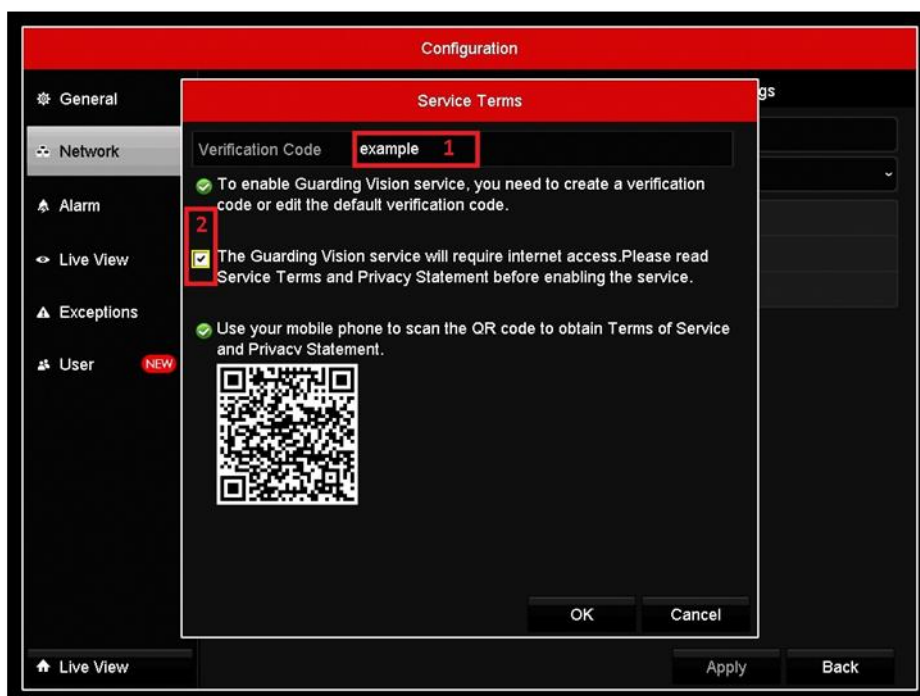 Configuration
General
gs
Service Terms
Network
Verification Code example 1
To enable Guarding Vision service, you need to create a verification
code or edit the default verification code.
Alarm
2
Live View
The Guarding Vision service will require internet access.Please read
Service Terms and Privacy Statement before enabling the service.
Exceptions
Use your mobile phone to scan the QR code to obtain Terms of Service
and Privacy Statement.
User NEW
OK Cancel
Live View
Apply Back